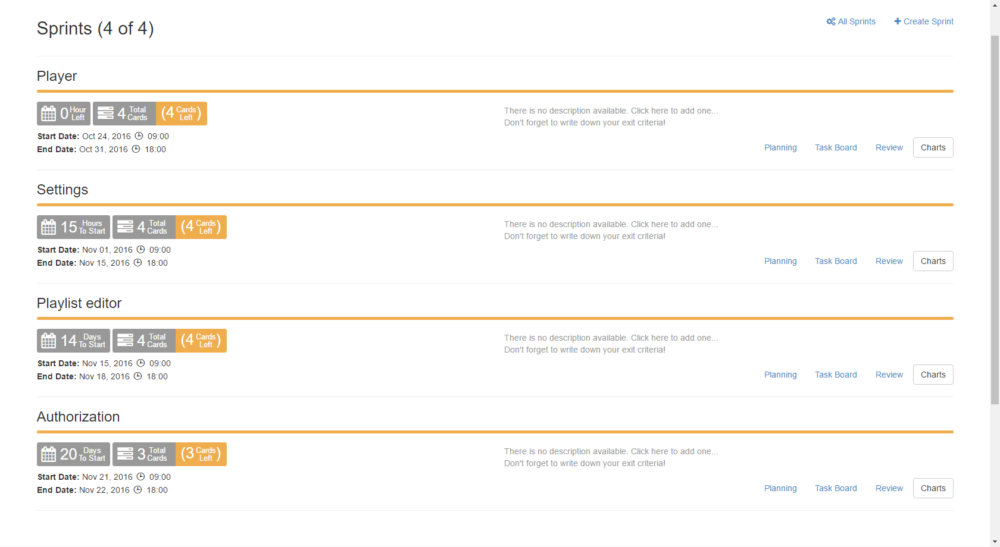 Sprints (4 of 4)
All Sprints
Create Sprint
Player
0 Hour Left
4 Total Cards
(4 Cards Left)
There is no description available. Click here to add one...
Don't forget to write down your exit criteria!
Start Date: Oct 24, 2016 09:00
End Date: Oct 31, 2016 18:00
Planning
Task Board
Review
Charts
Settings
15 Hours To Start
4 Total Cards
(4 Cards Left)
There is no description available. Click here to add one...
Don't forget to write down your exit criteria!
Start Date: Nov 01, 2016 09:00
End Date: Nov 15, 2016 18:00
Planning
Task Board
Review
Charts
Playlist editor
14 Days To Start
4 Total Cards
(4 Cards Left)
There is no description available. Click here to add one...
Don't forget to write down your exit criteria!
Start Date: Nov 15, 2016 09:00
End Date: Nov 18, 2016 18:00
Planning
Task Board
Review
Charts
Authorization
20 Days To Start
3 Total Cards
(3 Cards Left)
There is no description available. Click here to add one...
Don't forget to write down your exit criteria!
Start Date: Nov 21, 2016 09:00
End Date: Nov 22, 2016 18:00
Planning
Task Board
Review
Charts